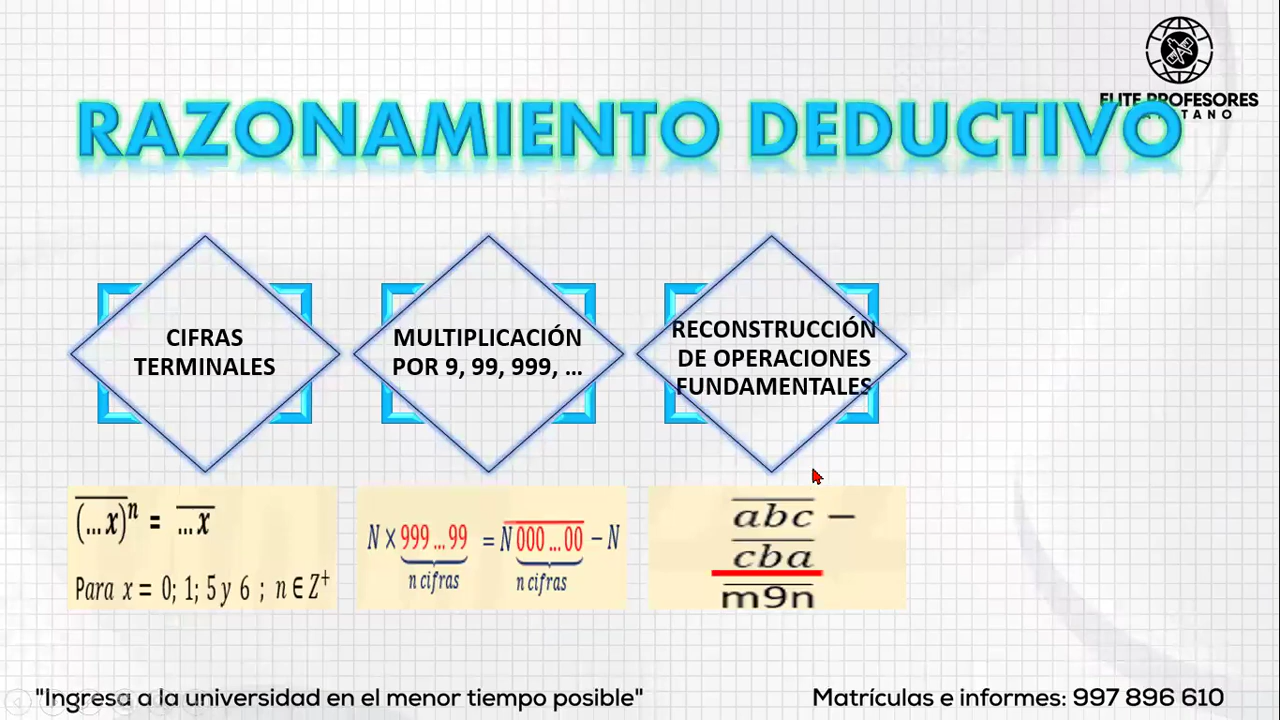 ELITE PROFESORES
RAZONAMIENTO DEDUCTIVO
CIFRAS
TERMINALES
MULTIPLICACIÓN
POR 9, 99, 999, ...
RECONSTRUCCIÓN
DE OPERACIONES
FUNDAMENTALES
(...x)ⁿ = ...x
Para x = 0; 1; 5 y 6 ; n ∈ Z⁺
N × 999 ... 99 = N000 ... 00 − N
n cifras n cifras
abc −
cba
m9n
"Ingresa a la universidad en el menor tiempo posible"
Matrículas e informes: 997 896 610